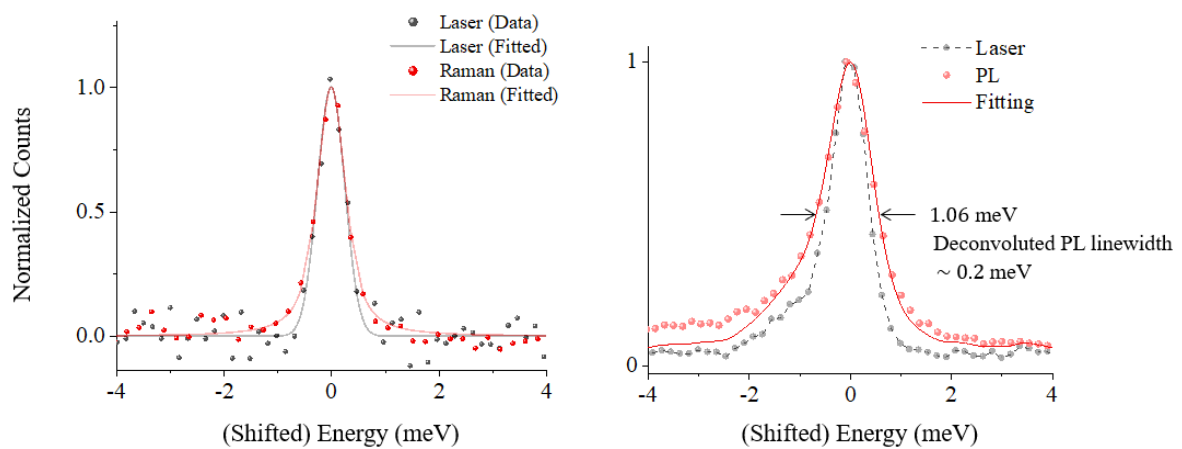 Normalized Counts
1.0
0.5
0.0
-4
-2
0
2
4
(Shifted) Energy (meV)
Laser (Data)
Laser (Fitted)
Raman (Data)
Raman (Fitted)
1
0
-4
-2
0
2
4
(Shifted) Energy (meV)
Laser
PL
Fitting
1.06 meV
Deconvoluted PL linewidth
~ 0.2 meV